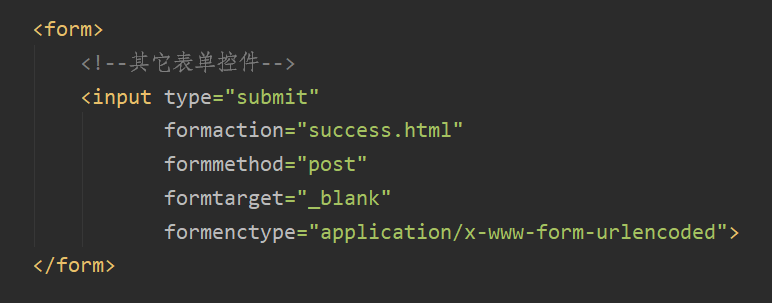 <form>
<!--其它表单控件-->
<input type="submit"
formaction="success.html"
formmethod="post"
formtarget="_blank"
formenctype="application/x-www-form-urlencoded">
</form>